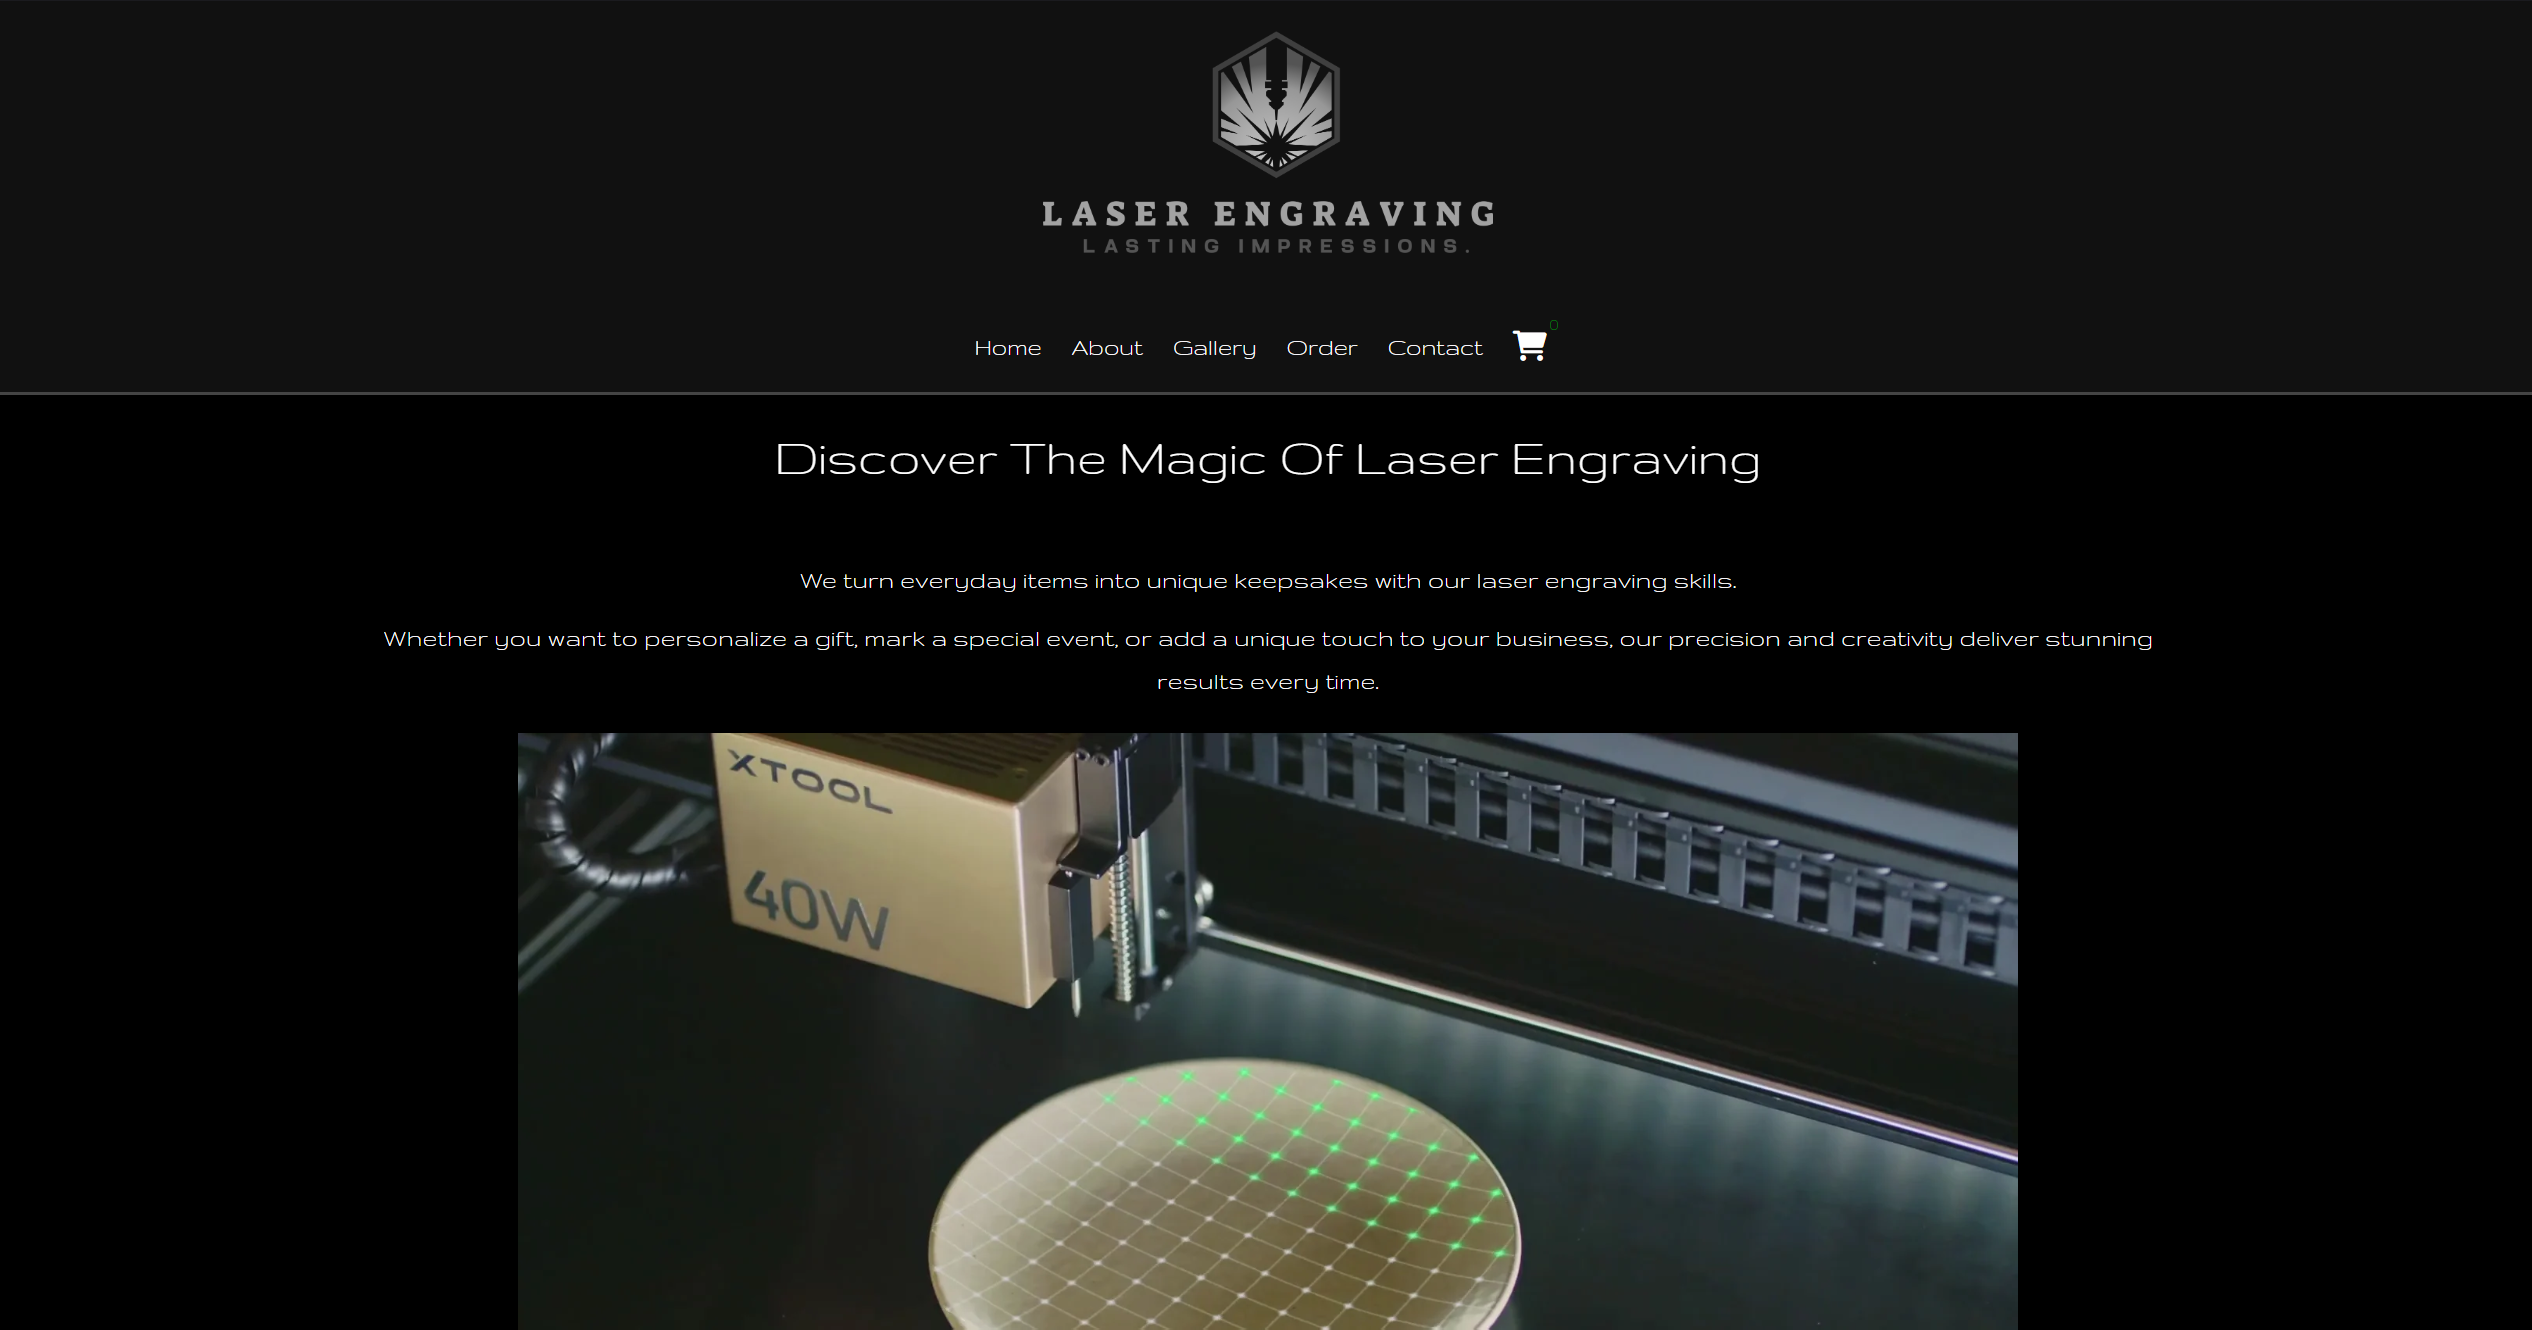 LASER ENGRAVING
LASTING IMPRESSIONS.
Home About Gallery Order Contact 0
Discover The Magic Of Laser Engraving
We turn everyday items into unique keepsakes with our laser engraving skills.
Whether you want to personalize a gift, mark a special event, or add a unique touch to your business, our precision and creativity deliver stunning
results every time.
XTOOL
40W